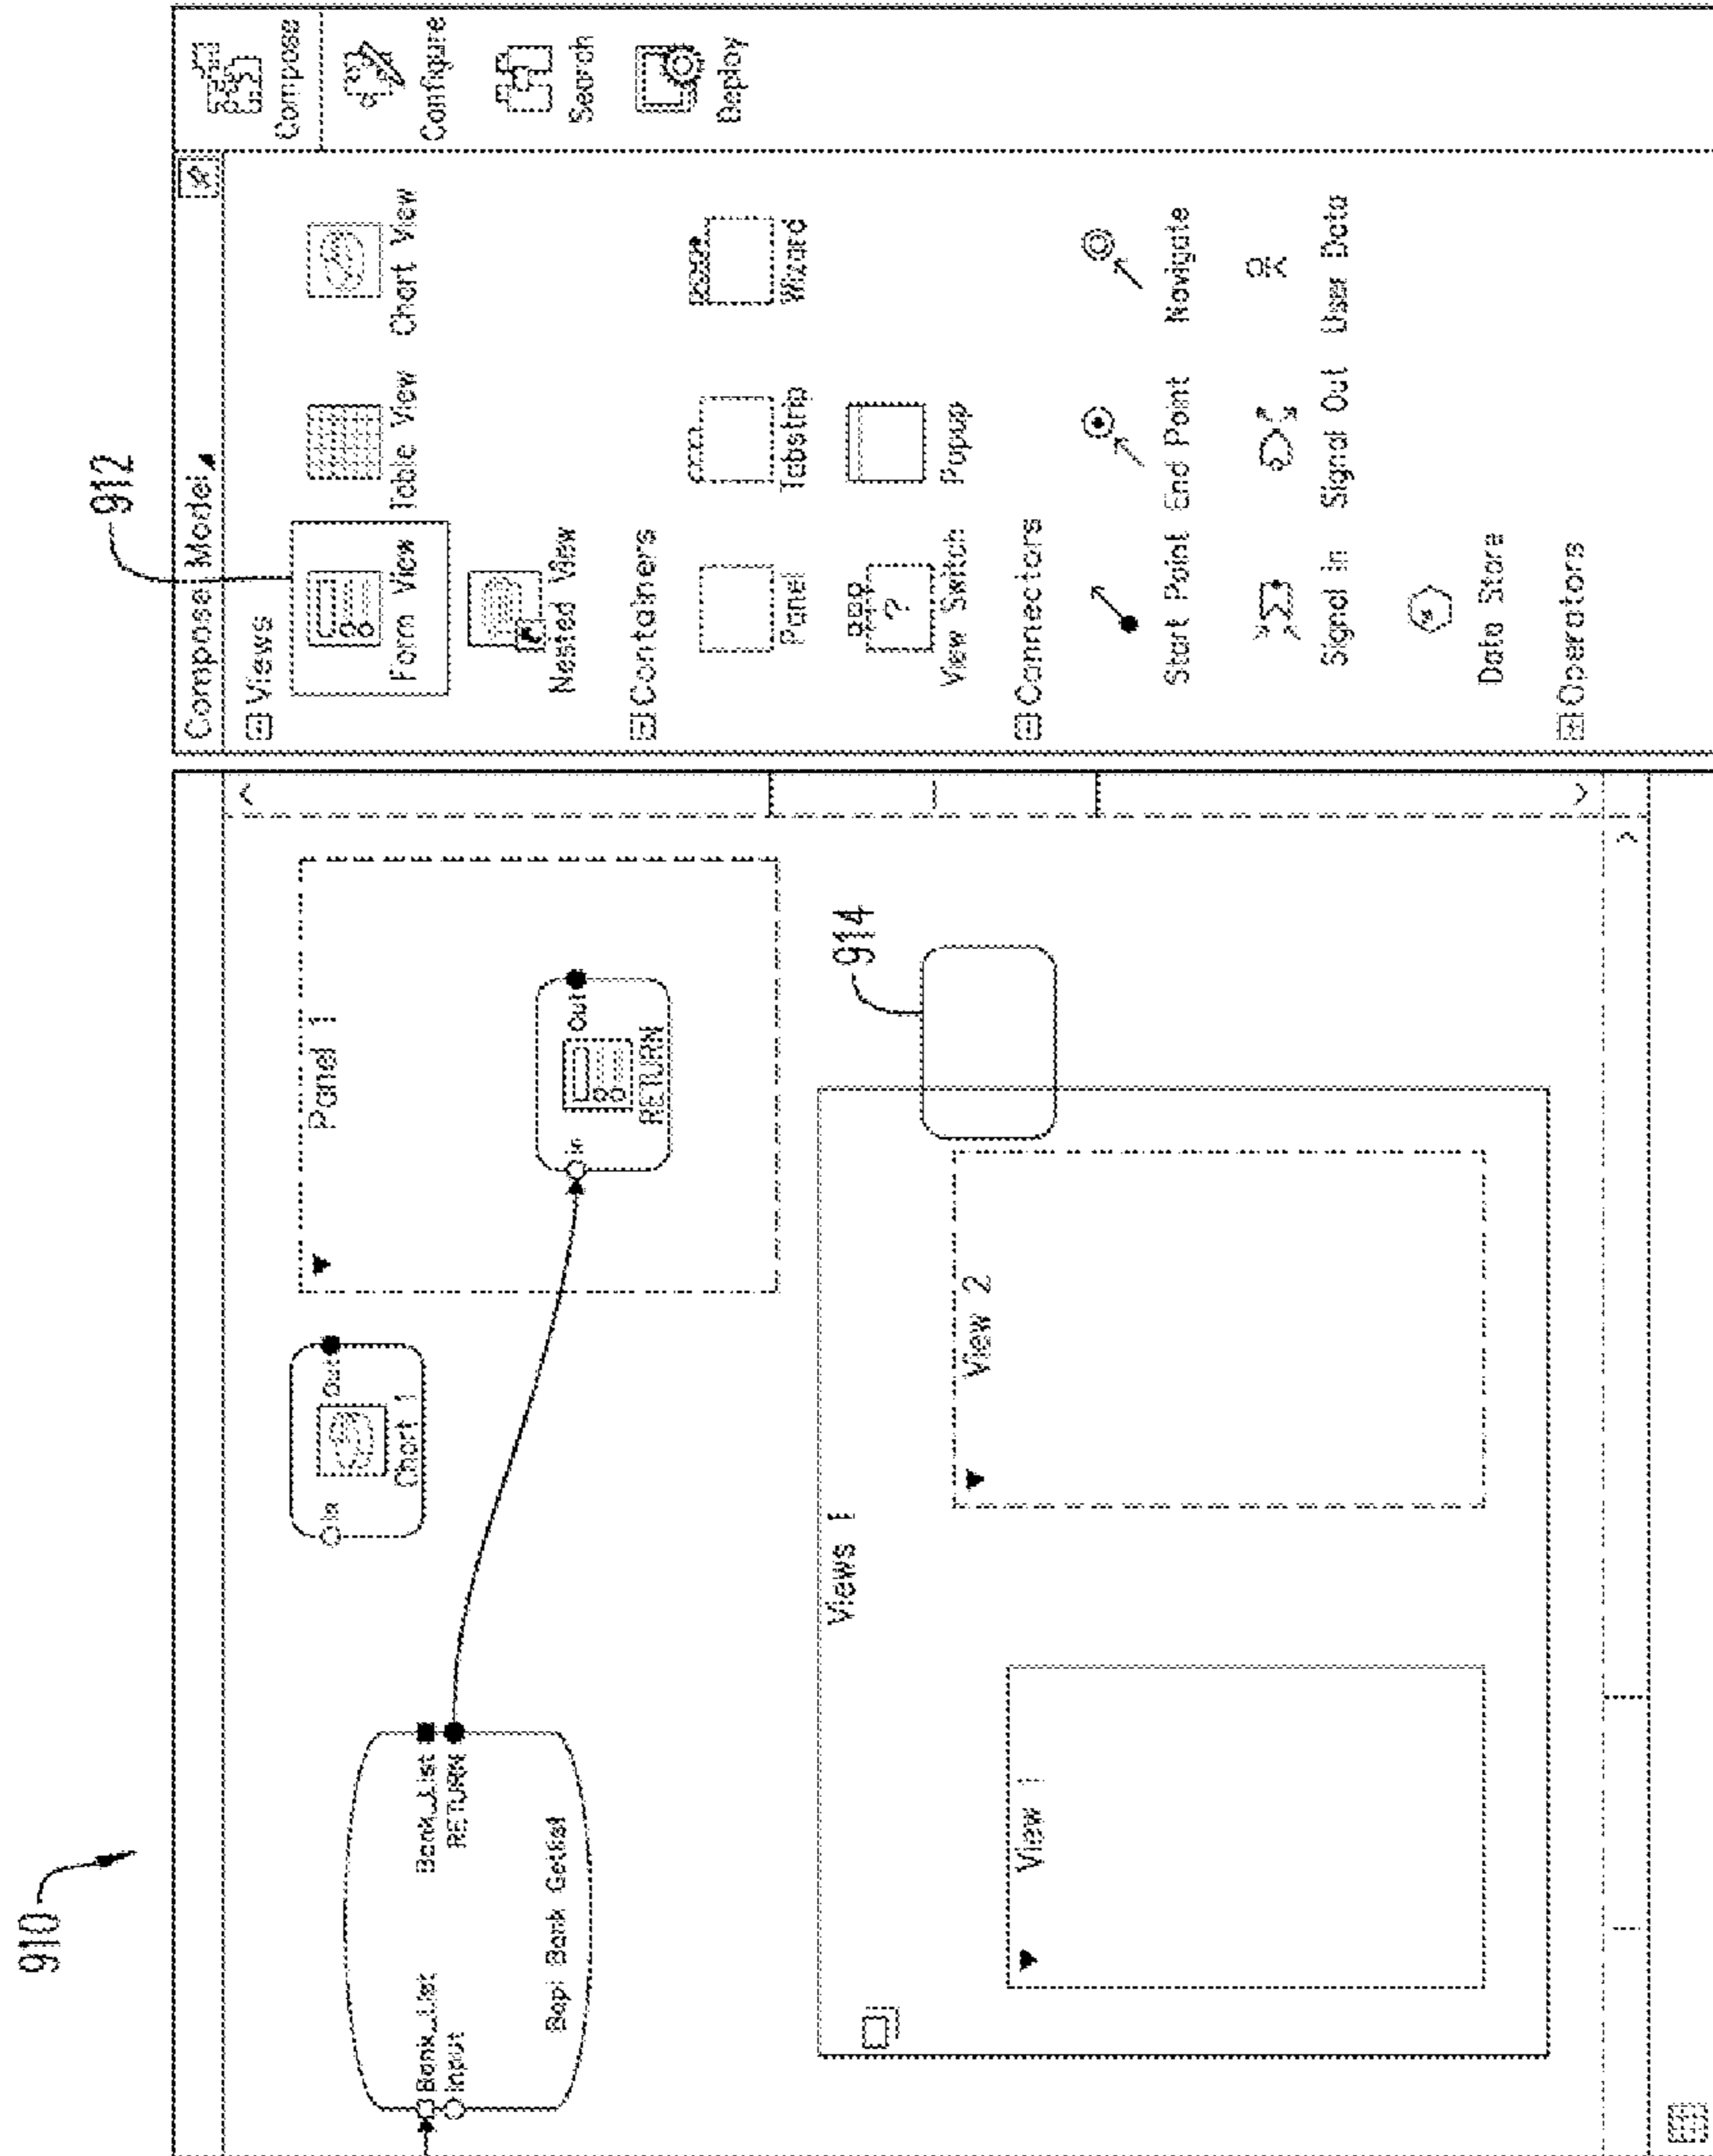 910
912
914
Bank_List
Input
Bank_List
RETURN
Bapi Bank Getlist
In
Out
Chart 1
Panel 1
In
Out
RETURN
Views 1
View 1
View 2
Compose Model
Views
Form View
Table View
Chart View
Nested View
Containers
Panel
Tabstrip
Wizard
View Switch
?
Popup
Connectors
Start Point
End Point
Navigate
Signal In
Signal Out
User Data
Data Store
Operators
Compose
Configure
Search
Deploy